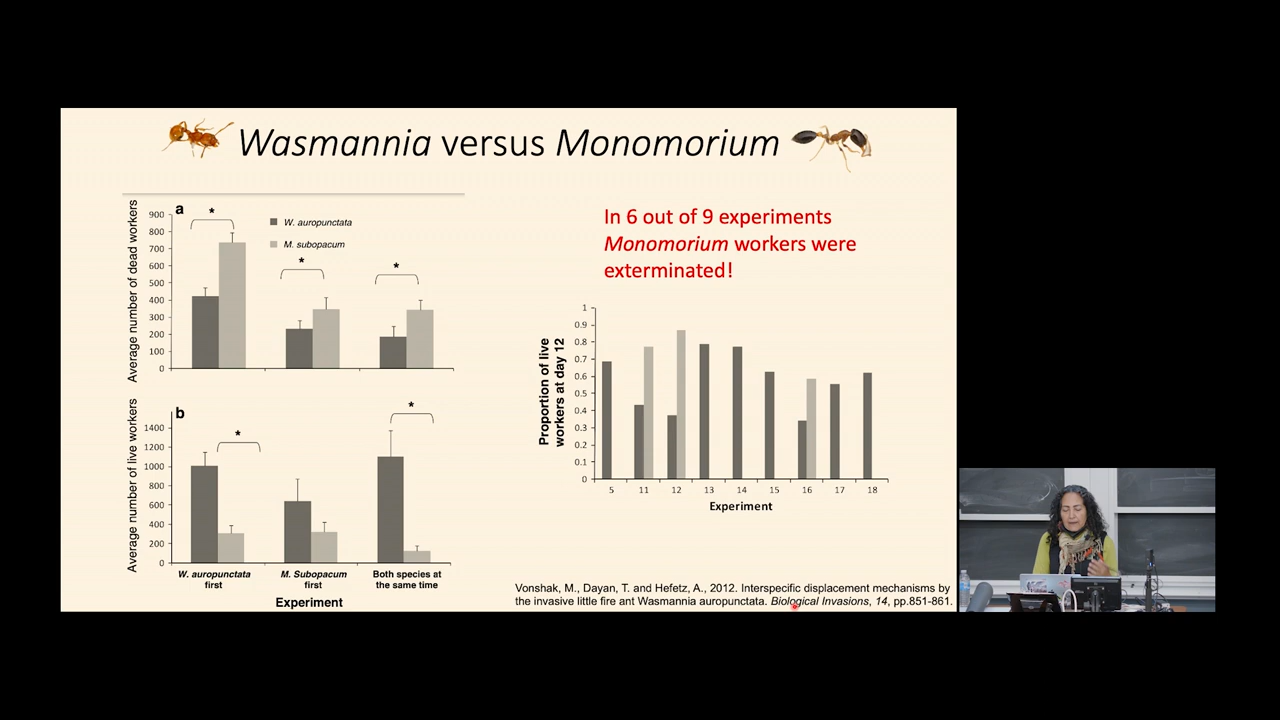 Wasmannia versus Monomorium
a
*
*
*
W. auropunctata
M. subopacum
Average number of dead workers
900
800
700
600
500
400
300
200
100
0
b
*
*
Average number of live workers
1400
1200
1000
800
600
400
200
0
W. auropunctata
first
M. Subopacum
first
Both species at
the same time
Experiment
In 6 out of 9 experiments
Monomorium workers were
exterminated!
Proportion of live
workers at day 12
1
0.9
0.8
0.7
0.6
0.5
0.4
0.3
0.2
0.1
0
5 11 12 13 14 15 16 17 18
Experiment
Vonshak, M., Dayan, T. and Hefetz, A., 2012. Interspecific displacement mechanisms by
the invasive little fire ant Wasmannia auropunctata. Biological Invasions, 14, pp.851-861.